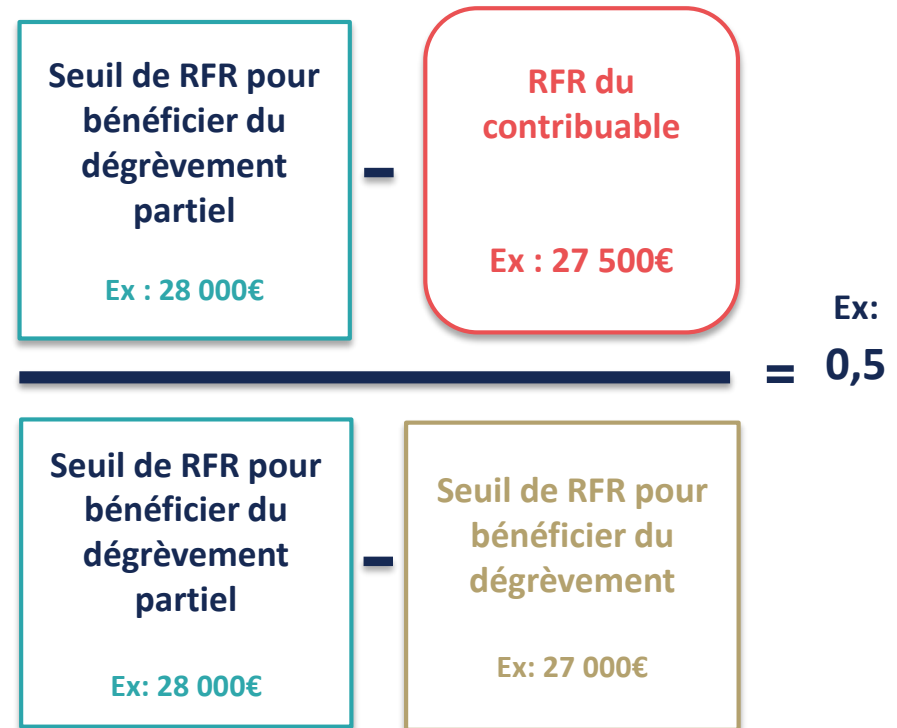 Seuil de RFR pour
bénéficier du
dégrèvement
partiel
Ex : 28 000€
-
RFR du
contribuable
Ex : 27 500€
Seuil de RFR pour
bénéficier du
dégrèvement
partiel
Ex: 28 000€
-
Seuil de RFR pour
bénéficier du
dégrèvement
Ex: 27 000€
=
Ex:
0,5